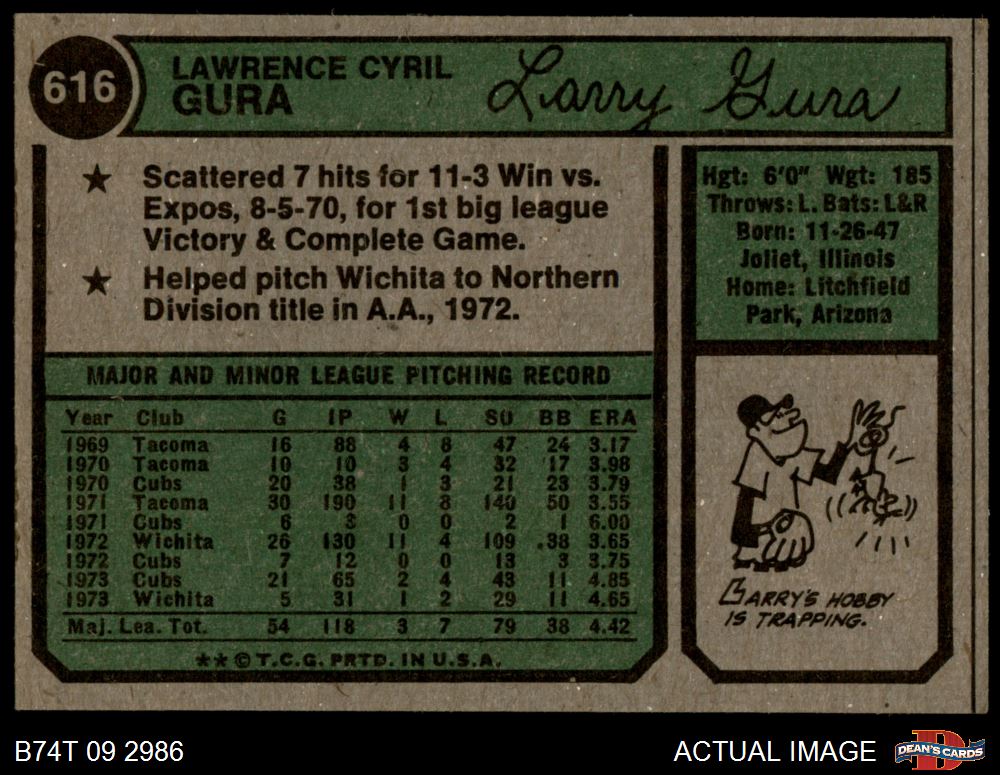 616
LAWRENCE CYRIL
GURA
Larry Gura
★ Scattered 7 hits for 11-3 Win vs.
Expos, 8-5-70, for 1st big league
Victory & Complete Game.
★ Helped pitch Wichita to Northern
Division title in A.A., 1972.
Hgt: 6'0" Wgt: 185
Throws: L. Bats: L&R
Born: 11-26-47
Joliet, Illinois
Home: Litchfield
Park, Arizona
MAJOR AND MINOR LEAGUE PITCHING RECORD
Year Club G IP W L SO BB ERA
1969 Tacoma 16 88 4 8 47 24 3.17
1970 Tacoma 10 10 3 4 32 17 3.98
1970 Cubs 20 38 1 3 21 23 3.79
1971 Tacoma 30 190 11 8 140 50 3.55
1971 Cubs 6 3 0 0 2 1 6.00
1972 Wichita 26 130 11 4 109 .38 3.65
1972 Cubs 7 12 0 0 13 3 3.75
1973 Cubs 21 65 2 4 43 11 4.85
1973 Wichita 5 31 1 2 29 11 4.65
Maj. Lea. Tot. 54 118 3 7 79 38 4.42
★★ © T.C.G. PRTD. IN U.S.A.
LARRY'S HOBBY
IS TRAPPING.
B74T 09 2986
ACTUAL IMAGE
DEAN'S CARDS